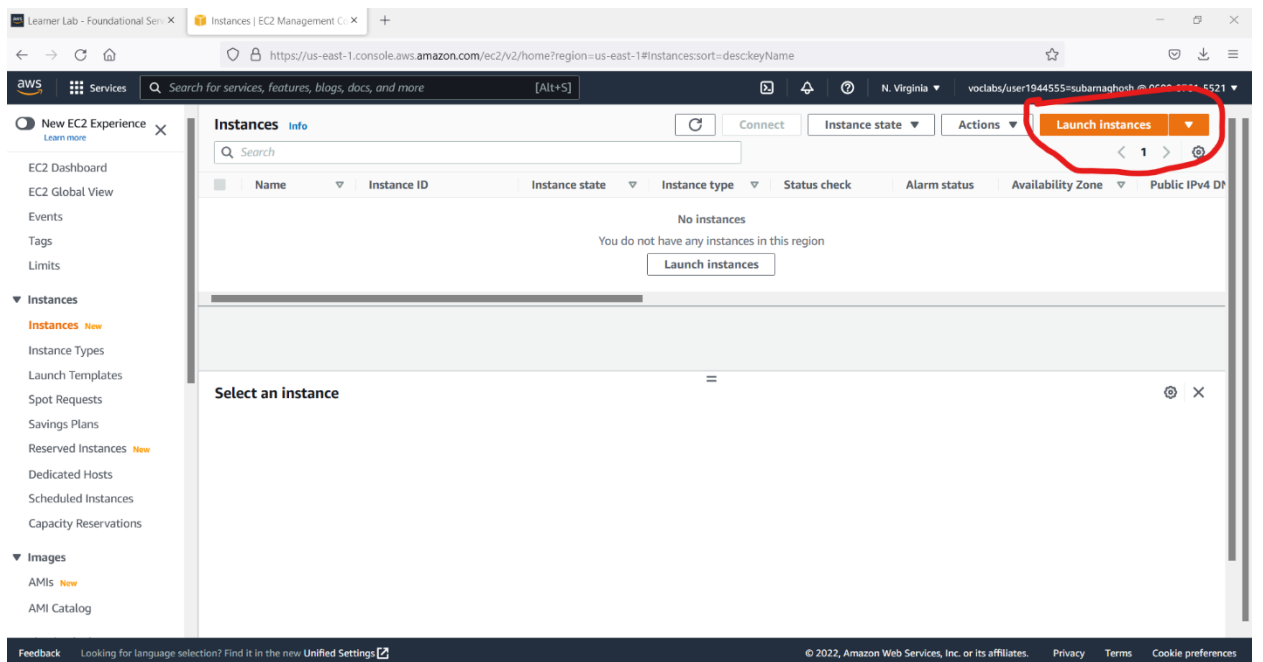 Learner Lab - Foundational Serv
Instances | EC2 Management Co
https://us-east-1.console.aws.amazon.com/ec2/v2/home?region=us-east-1#Instances:sort=desc:keyName
aws Services Search for services, features, blogs, docs, and more [Alt+S] N. Virginia voclabs/user1944555=subarnaghosh @
New EC2 Experience
Learn more
EC2 Dashboard
EC2 Global View
Events
Tags
Limits
Instances
Instances New
Instance Types
Launch Templates
Spot Requests
Savings Plans
Reserved Instances New
Dedicated Hosts
Scheduled Instances
Capacity Reservations
Images
AMIs New
AMI Catalog
Instances Info Connect Instance state Actions Launch instances
Search 1
Name Instance ID Instance state Instance type Status check Alarm status Availability Zone Public IPv4 DN
No instances
You do not have any instances in this region
Launch instances
Select an instance
Feedback Looking for language selection? Find it in the new Unified Settings © 2022, Amazon Web Services, Inc. or its affiliates. Privacy Terms Cookie preferences